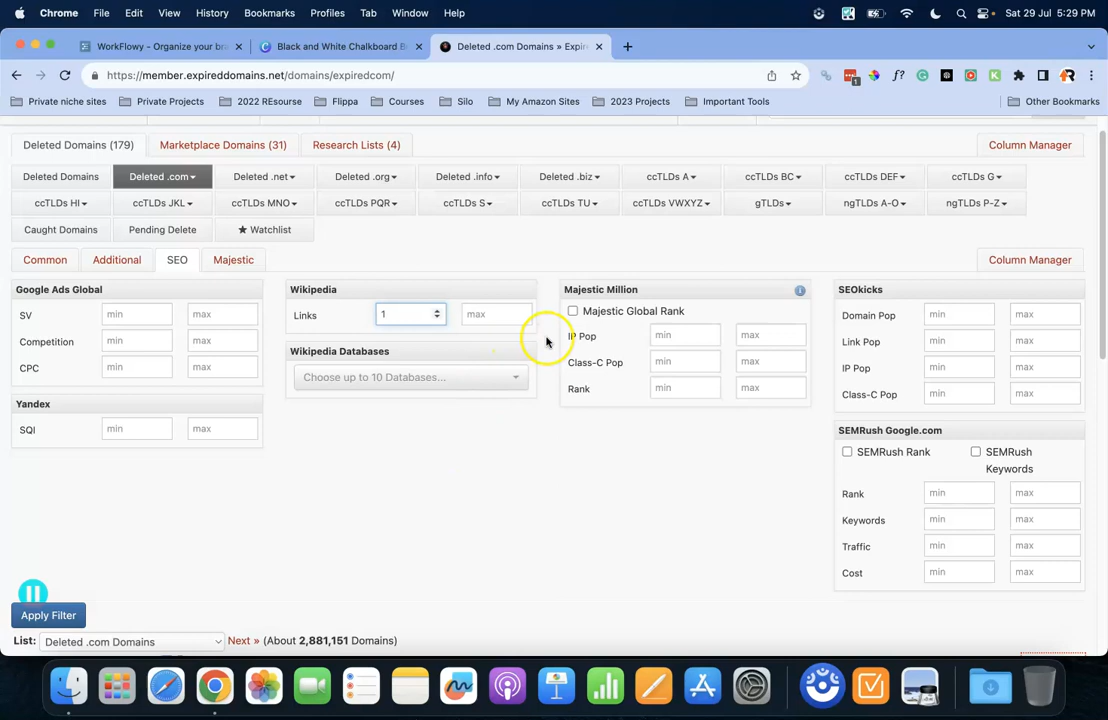 Chrome File Edit View History Bookmarks Profiles Tab Window Help Sat 29 Jul 5:29 PM
WorkFlowy - Organize your bra × Black and White Chalkboard B × Deleted .com Domains » Expire × +
https://member.expireddomains.net/domains/expiredcom/
Private niche sites Private Projects 2022 REsourse Flippa Courses Silo My Amazon Sites 2023 Projects Important Tools Other Bookmarks
Deleted Domains (179) Marketplace Domains (31) Research Lists (4) Column Manager
Deleted Domains Deleted .com Deleted .net Deleted .org Deleted .info Deleted .biz ccTLDs A ccTLDs BC ccTLDs DEF ccTLDs G
ccTLDs HI ccTLDs JKL ccTLDs MNO ccTLDs PQR ccTLDs S ccTLDs TU ccTLDs VWXYZ gTLDs ngTLDs A-O ngTLDs P-Z
Caught Domains Pending Delete ★ Watchlist
Common Additional SEO Majestic Column Manager
Google Ads Global
SV min max
Competition min max
CPC min max
Yandex
SQI min max
Wikipedia
Links 1 max
Wikipedia Databases
Choose up to 10 Databases...
Majestic Million
Majestic Global Rank
IP Pop min max
Class-C Pop min max
Rank min max
SEOkicks
Domain Pop min max
Link Pop min max
IP Pop min max
Class-C Pop min max
SEMRush Google.com
SEMRush Rank SEMRush
Keywords
Rank min max
Keywords min max
Traffic min max
Cost min max
Apply Filter
List: Deleted .com Domains Next » (About 2,881,151 Domains)